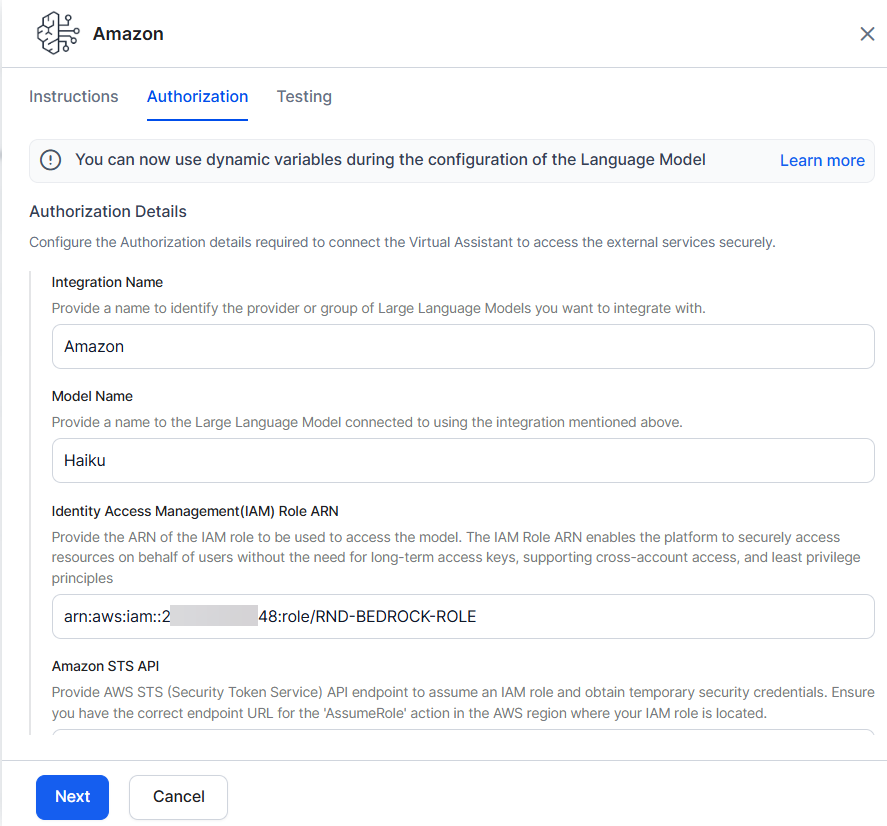 Amazon
Instructions Authorization Testing
You can now use dynamic variables during the configuration of the Language Model Learn more
Authorization Details
Configure the Authorization details required to connect the Virtual Assistant to access the external services securely.
Integration Name
Provide a name to identify the provider or group of Large Language Models you want to integrate with.
Amazon
Model Name
Provide a name to the Large Language Model connected to using the integration mentioned above.
Haiku
Identity Access Management(IAM) Role ARN
Provide the ARN of the IAM role to be used to access the model. The IAM Role ARN enables the platform to securely access
resources on behalf of users without the need for long-term access keys, supporting cross-account access, and least privilege
principles
arn:aws:iam::2 48:role/RND-BEDROCK-ROLE
Amazon STS API
Provide AWS STS (Security Token Service) API endpoint to assume an IAM role and obtain temporary security credentials. Ensure
you have the correct endpoint URL for the 'AssumeRole' action in the AWS region where your IAM role is located.
Next Cancel